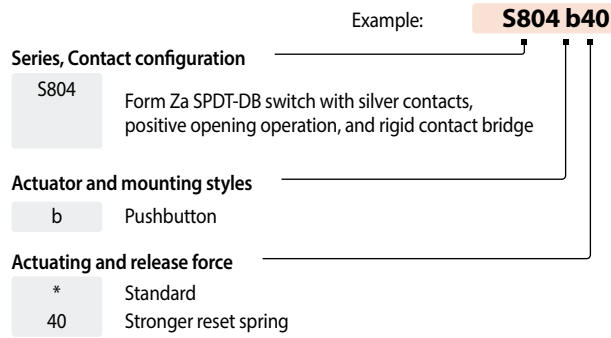 Example: S804 b40
Series, Contact configuration
S804 Form Za SPDT-DB switch with silver contacts,
positive opening operation, and rigid contact bridge
Actuator and mounting styles
b Pushbutton
Actuating and release force
* Standard
40 Stronger reset spring